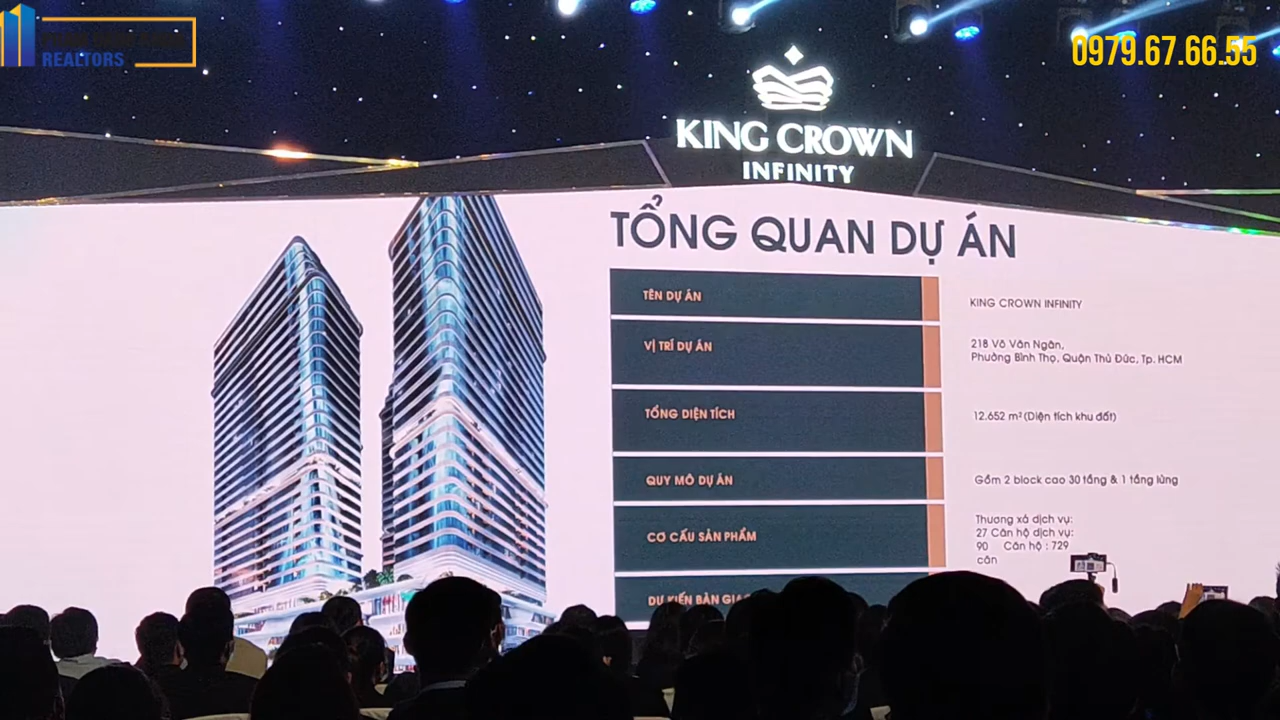 REALTORS
0979.67.66.55
KING CROWN
INFINITY
TỔNG QUAN DỰ ÁN
TÊN DỰ ÁN
KING CROWN INFINITY
VỊ TRÍ DỰ ÁN
218 Võ Văn Ngân,
Phường Bình Thọ, Quận Thủ Đức, Tp. HCM
TỔNG DIỆN TÍCH
12.652 m² (Diện tích khu đất)
QUY MÔ DỰ ÁN
Gồm 2 block cao 30 tầng & 1 tầng lửng
CƠ CẤU SẢN PHẨM
Thương xá dịch vụ:
27 Căn hộ dịch vụ:
90 Căn hộ : 729
căn
DỰ KIẾN BÀN